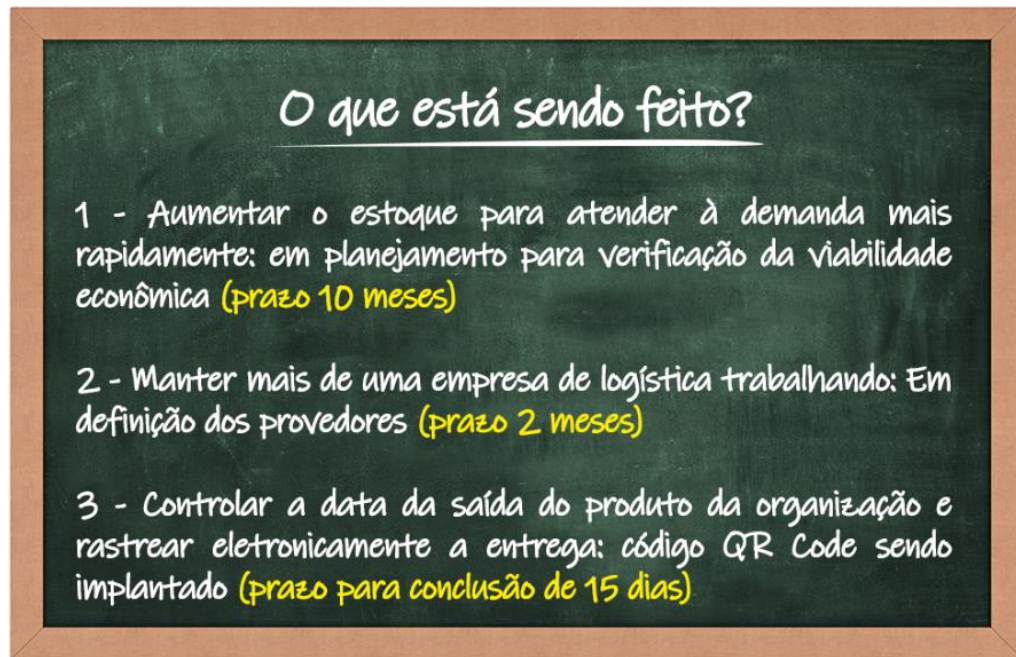 O que está sendo feito?
1 - Aumentar o estoque para atender à demanda mais
rapidamente: em planejamento para verificação da viabilidade
econômica (prazo 10 meses)
2 - Manter mais de uma empresa de logística trabalhando: Em
definição dos provedores (prazo 2 meses)
3 - Controlar a data da saída do produto da organização e
rastrear eletronicamente a entrega: código QR Code sendo
implantado (prazo para conclusão de 15 dias)